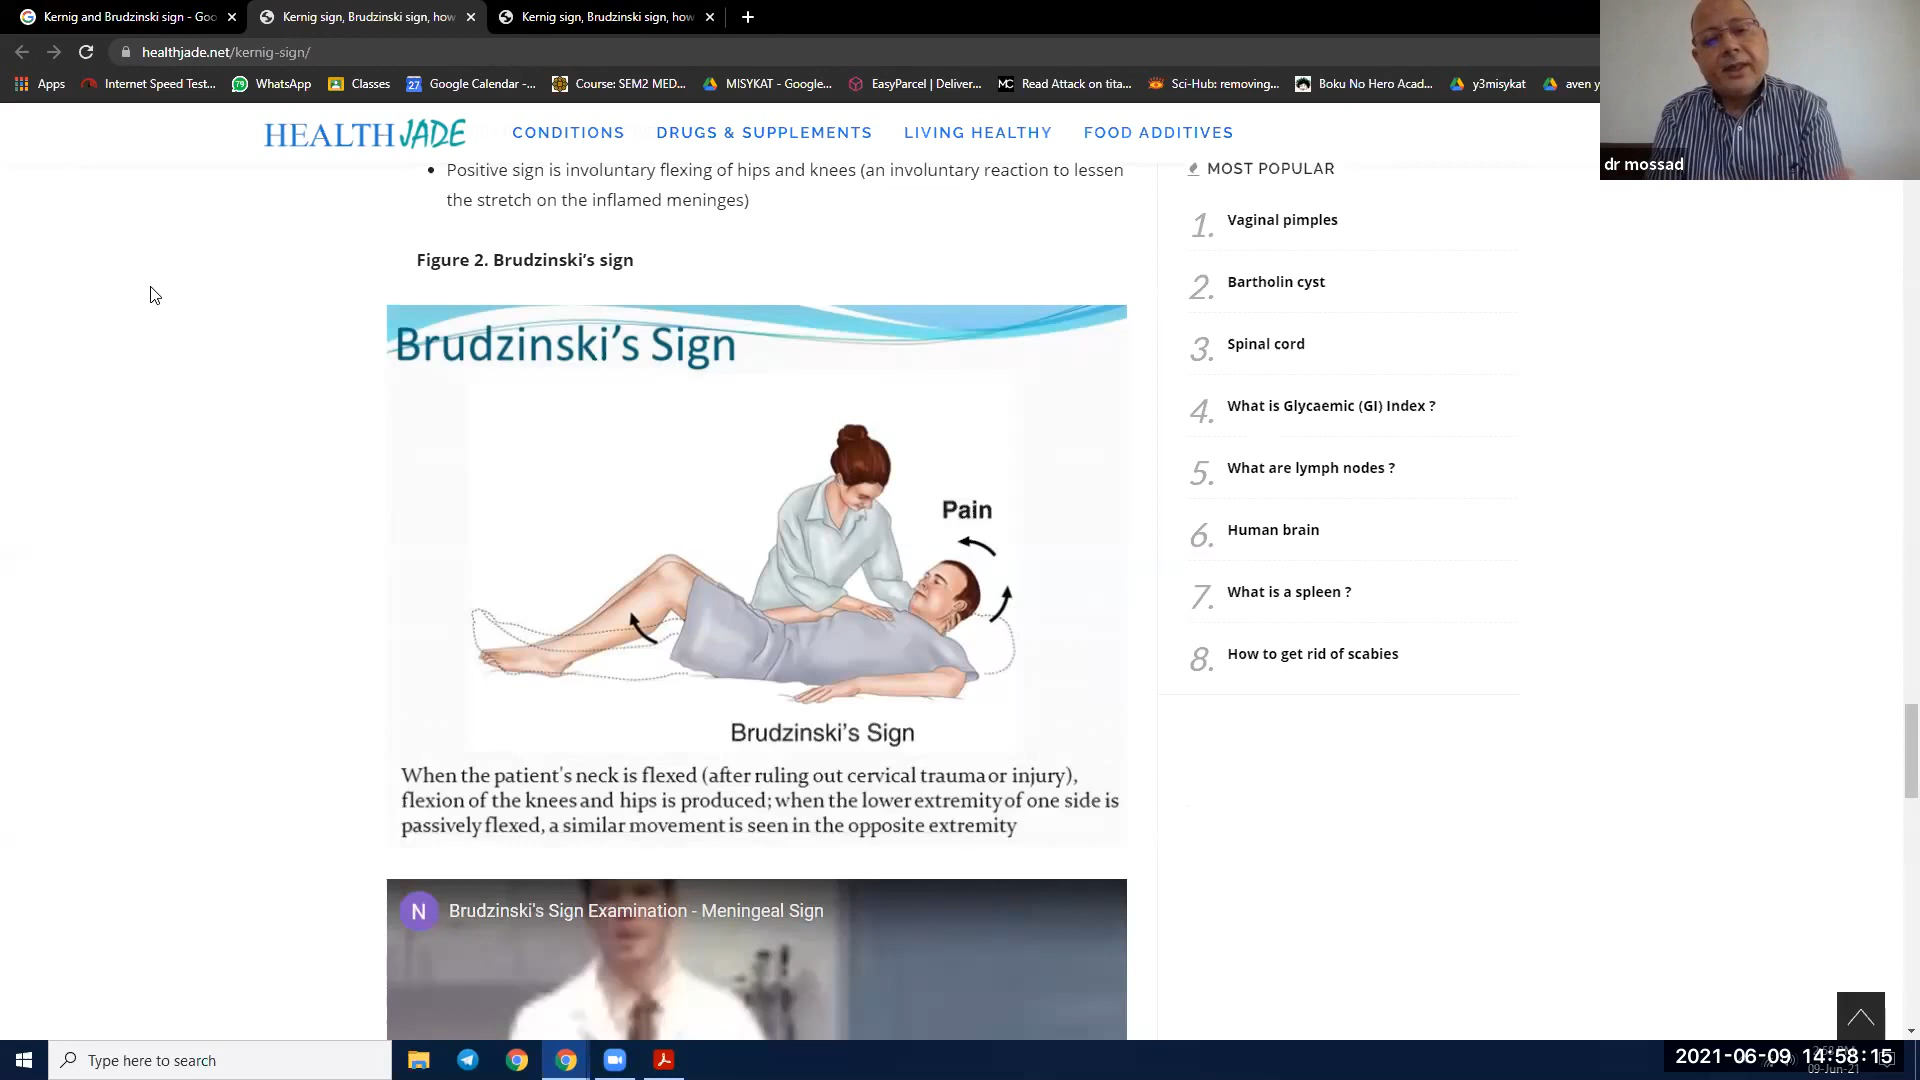 Kernig and Brudzinski sign - Goo
Kernig sign, Brudzinski sign, how
Kernig sign, Brudzinski sign, how
healthjade.net/kernig-sign/
Apps
Internet Speed Test...
WhatsApp
Classes
Google Calendar -...
Course: SEM2 MED...
MISYKAT - Google...
EasyParcel | Deliver...
Read Attack on tita...
Sci-Hub: removing...
Boku No Hero Acad...
y3misykat
aven y
dr mossad
HEALTH JADE
CONDITIONS
DRUGS & SUPPLEMENTS
LIVING HEALTHY
FOOD ADDITIVES
Positive sign is involuntary flexing of hips and knees (an involuntary reaction to lessen
the stretch on the inflamed meninges)
Figure 2. Brudzinski’s sign
Brudzinski’s Sign
Pain
Brudzinski’s Sign
When the patient's neck is flexed (after ruling out cervical trauma or injury),
flexion of the knees and hips is produced; when the lower extremity of one side is
passively flexed, a similar movement is seen in the opposite extremity
N
Brudzinski's Sign Examination - Meningeal Sign
MOST POPULAR
1. Vaginal pimples
2. Bartholin cyst
3. Spinal cord
4. What is Glycaemic (GI) Index ?
5. What are lymph nodes ?
6. Human brain
7. What is a spleen ?
8. How to get rid of scabies
Type here to search
2021-06-09 14:58:15
09-Jun-21